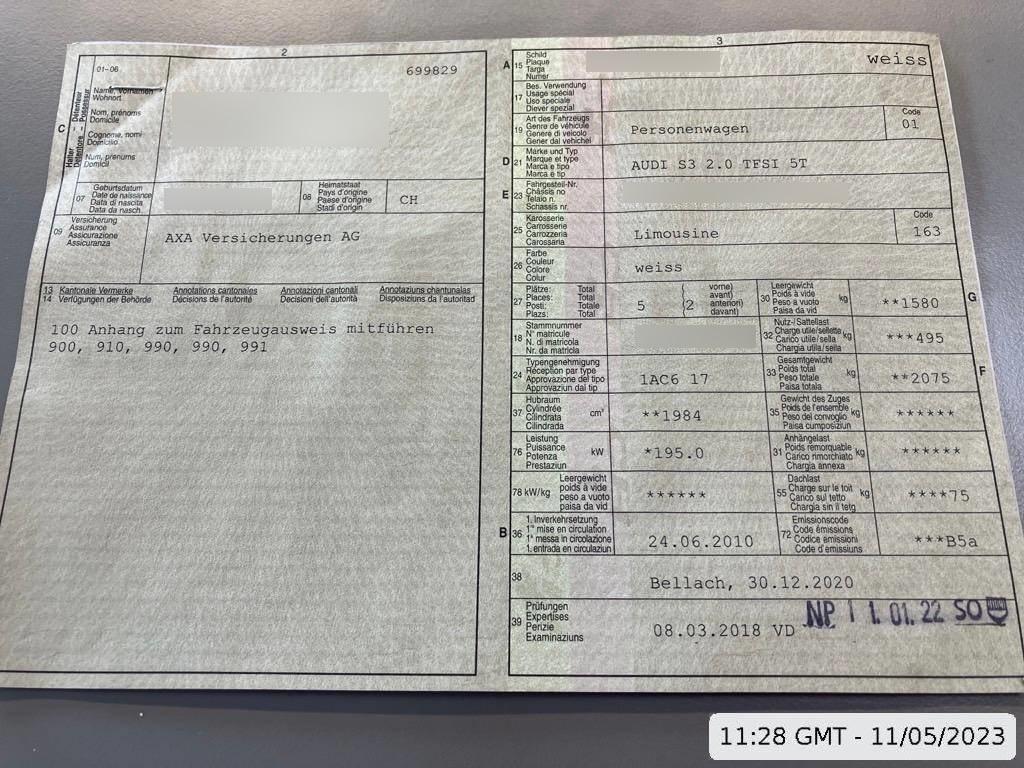 2
01-06
699829
Détenteur Possessur
C
Halter Detentore
Name, Vornamen
Wohnort
Nom, prénoms
Domicile
Cognome, nomi
Domicilio
Num, prenums
Domicil
07
Geburtsdatum
Date de naissance
Data di nascita
Data da nasch.
08
Heimatstaat
Pays d'origine
Paese d'origine
Stadi d'origin
CH
09
Versicherung
Assurance
Assicurazione
Assicuranza
AXA Versicherungen AG
13 Kantonale Vermerke Annotations cantonales Annotazioni cantonali Annotaziuns chantunalas
14 Verfügungen der Behörde Décisions de l'autorité Decisioni dell'autorità Disposiziuns da l'autoritad
100 Anhang zum Fahrzeugausweis mitführen
900, 910, 990, 990, 991
3
A 15
Schild
Plaque
Targa
Numer
weiss
17
Bes. Verwendung
Usage spécial
Uso speciale
Diever spezial
19
Art des Fahrzeugs
Genre de véhicule
Genere di veicolo
Gener dal vehichel
Personenwagen
Code
01
D 21
Marke und Typ
Marque et type
Marca e tipo
Marca e tip
AUDI S3 2.0 TFSI 5T
E 23
Fahrgestell-Nr.
Châssis no
Telaio n.
Schassis nr.
25
Karosserie
Carrosserie
Carrozzeria
Carossaria
Limousine
Code
163
26
Farbe
Couleur
Colore
Colur
weiss
27
Plätze: Total
Places: Total
Posti: Totale
Plazs: Total
5
(2
vorne)
avant)
anteriori)
davant)
30
Leergewicht
Poids à vide
Peso a vuoto
Paisa da vid
kg
**1580
G
18
Stammnummer
N° matricule
N. di matricola
Nr. da matricla
32
Nutz-/Sattellast
Charge utile/sellette
Carico utile/sella
Chargia utila/sella
kg
***495
24
Typengenehmigung
Réception par type
Approvazione del tipo
Approvaziun dal tip
1AC6 17
33
Gesamtgewicht
Poids total
Peso totale
Paisa totala
kg
**2075
F
37
Hubraum
Cylindrée
Cilindrata
Cilindrada
cm³
**1984
35
Gewicht des Zuges
Poids de l'ensemble
Peso del convoglio
Paisa cumposiziun
kg
******
76
Leistung
Puissance
Potenza
Prestaziun
kW
*195.0
31
Anhängelast
Poids remorquable
Carico rimorchiato
Chargia annexa
kg
******
78 kW/kg
Leergewicht
poids à vide
peso a vuoto
paisa da vid
******
55
Dachlast
Charge sur le toit
Carico sul tetto
Chargia sin il tetg
kg
****75
B 36
1. Inverkehrsetzung
1re mise en circulation
1a messa in circolazione
1. entrada en circulaziun
24.06.2010
72
Emissionscode
Code émissions
Codice emissioni
Code d'emissiuns
***B5a
38
Bellach, 30.12.2020
39
Prüfungen
Expertises
Perizie
Examinaziuns
08.03.2018 VD
NP 11.01.22 SO
11:28 GMT - 11/05/2023